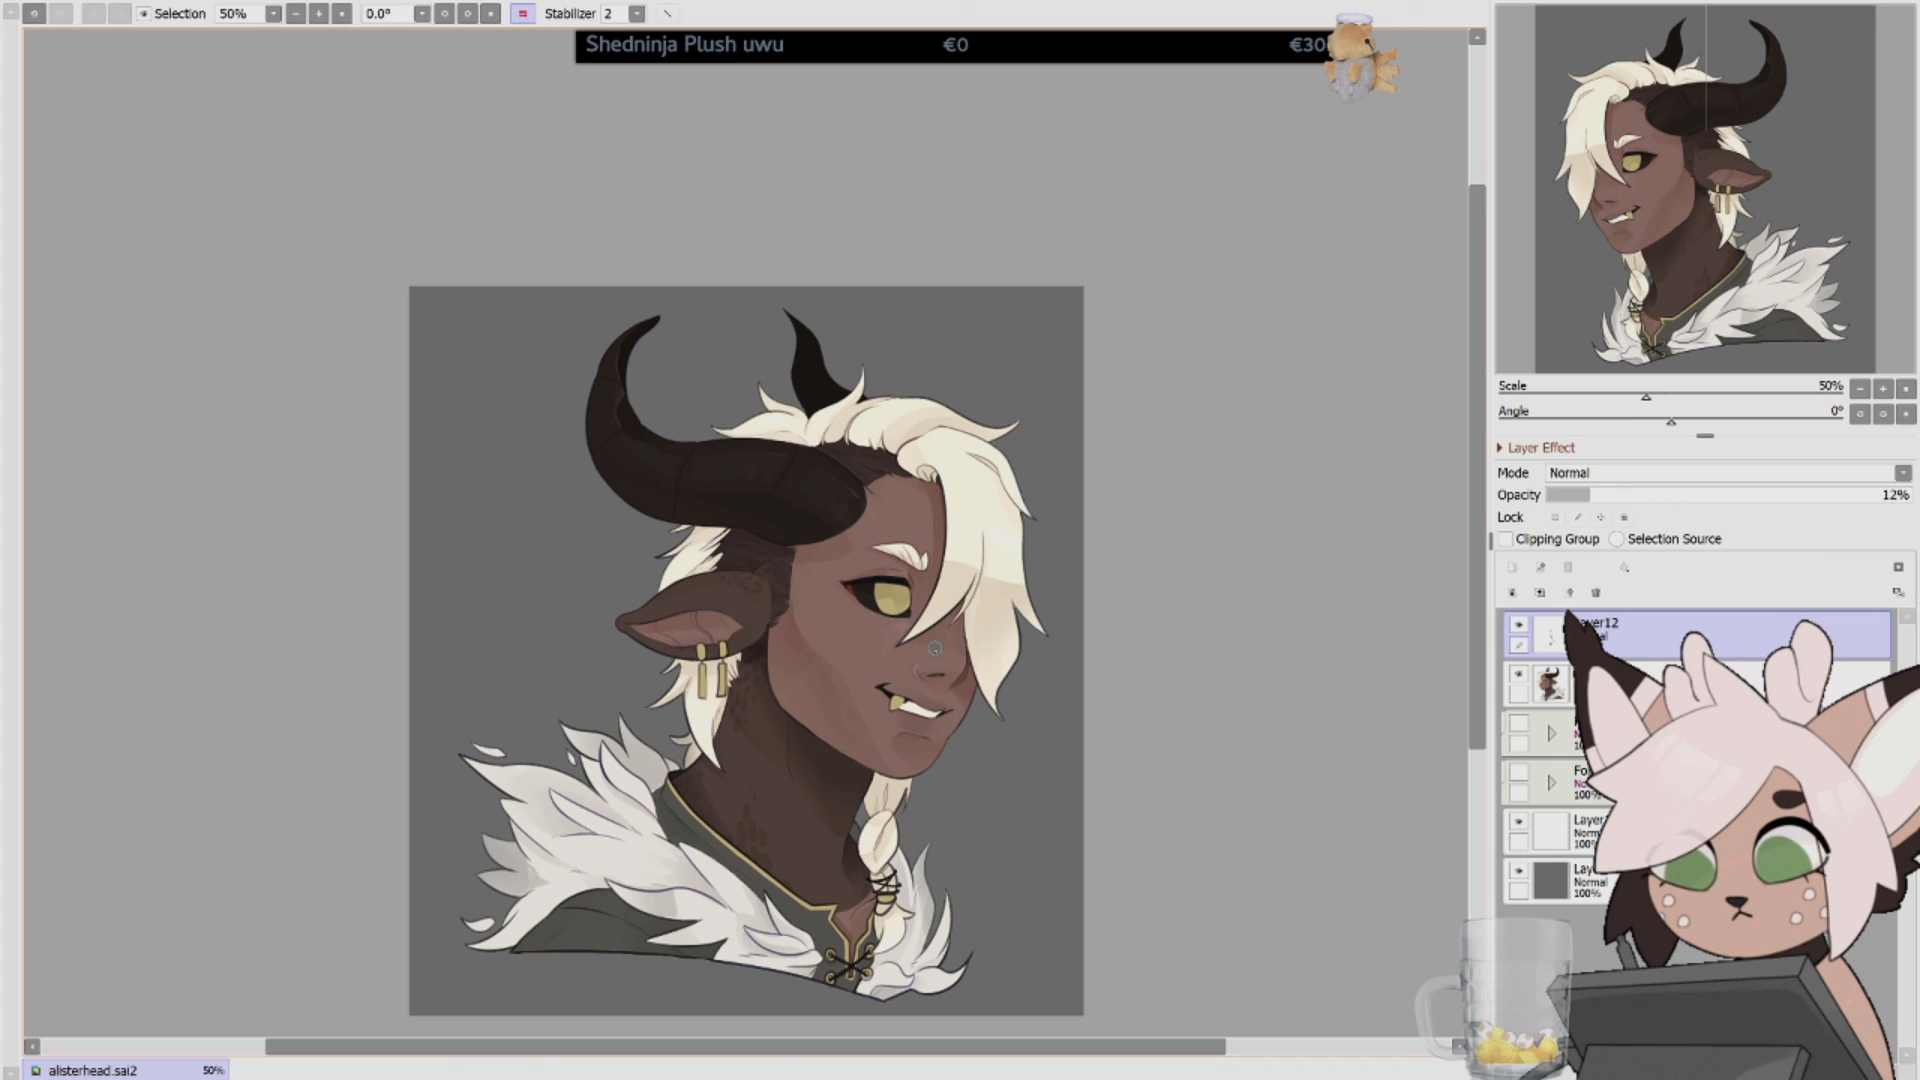 Selection 50% 0.0° Stabilizer 2
Shedninja Plush uwu €0 €30
Scale 50%
Angle 0°
Layer Effect
Mode Normal
Opacity 12%
Lock
Clipping Group Selection Source
100%
Normal
100%
alisterhead.sai2 50%